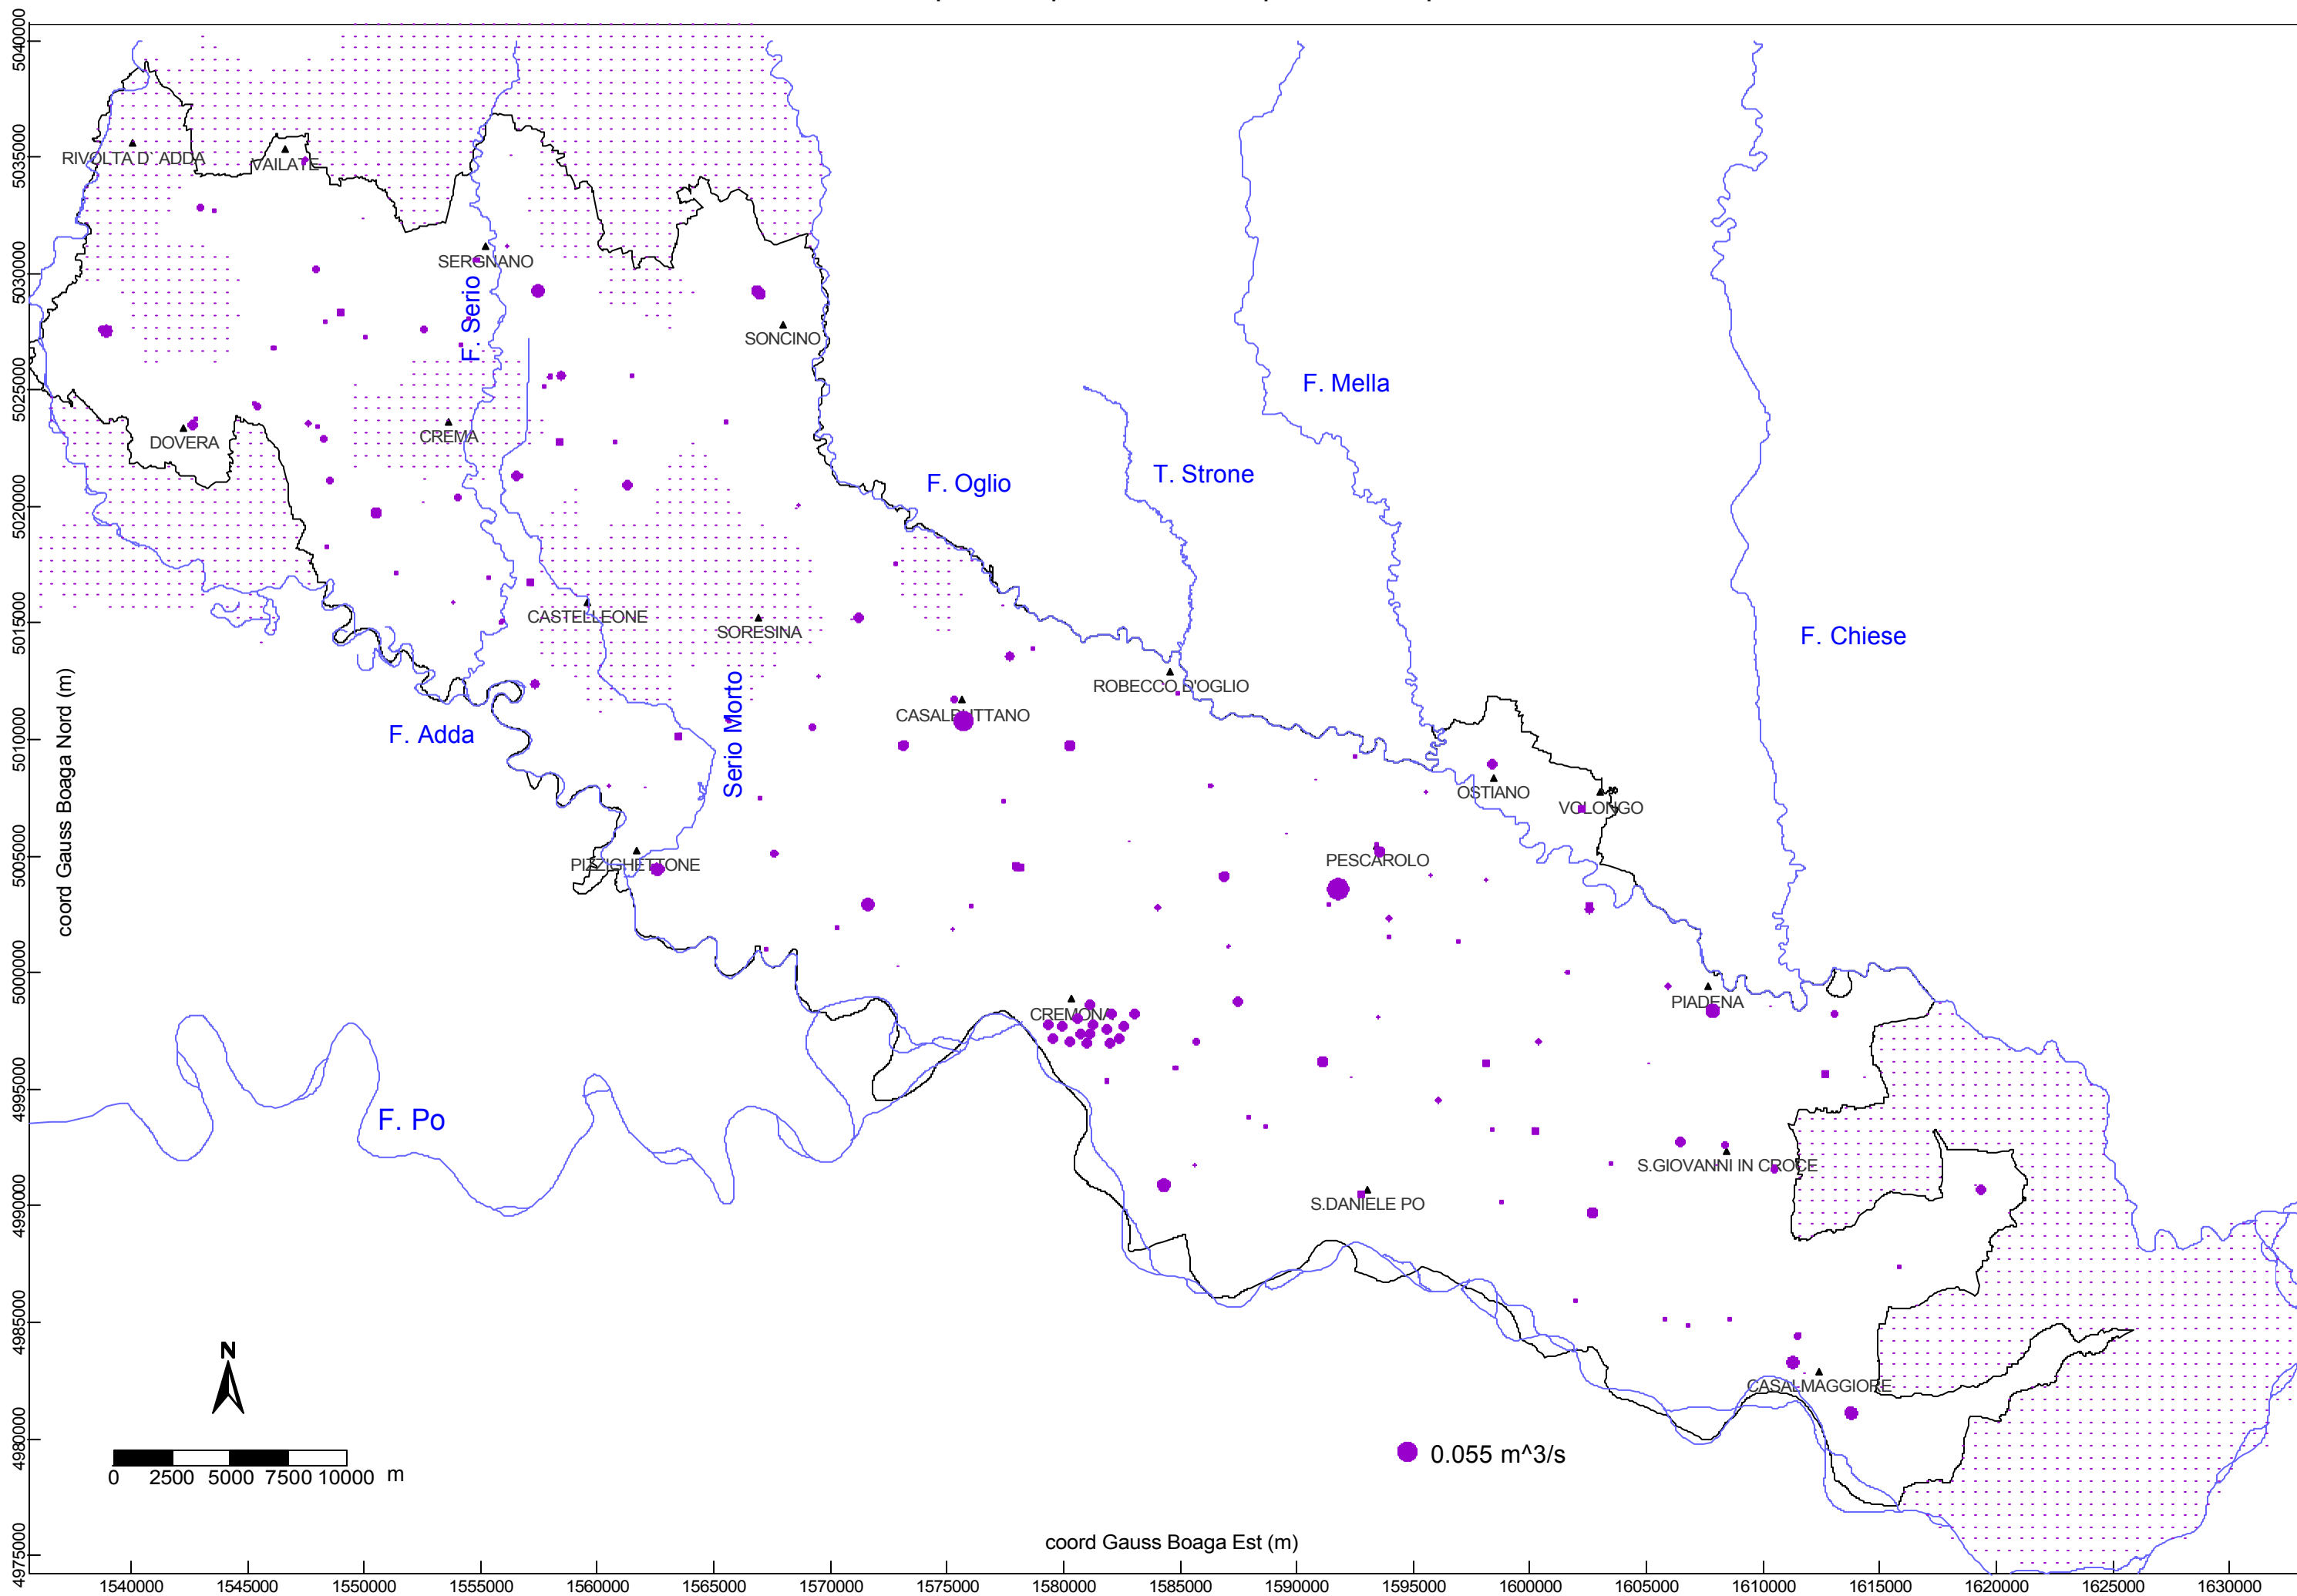 5040000
RIVOLTA D` ADDA
VAILATE
5035000
SERGNANO
5030000
F. Serio
SONCINO
F. Mella
5025000
CREMA
DOVERA
F. Oglio
T. Strone
5020000
CASTELLEONE
SORESINA
5015000
F. Chiese
ROBECCO D'OGLIO
Serio Morto
CASALBUTTANO
F. Adda
5010000
coord Gauss Boaga Nord (m)
OSTIANO
VOLONGO
PIZZIGHETTONE
PESCAROLO
5005000
5000000
PIADENA
CREMONA
4995000
F. Po
S.GIOVANNI IN CROCE
S.DANIELE PO
4990000
4985000
N
CASALMAGGIORE
4980000
0.055 m^3/s
0 2500 5000 7500 10000 m
coord Gauss Boaga Est (m)
4975000
1540000 1545000 1550000 1555000 1560000 1565000 1570000 1575000 1580000 1585000 1590000 1595000 1600000 1605000 1610000 1615000 1620000 1625000 1630000